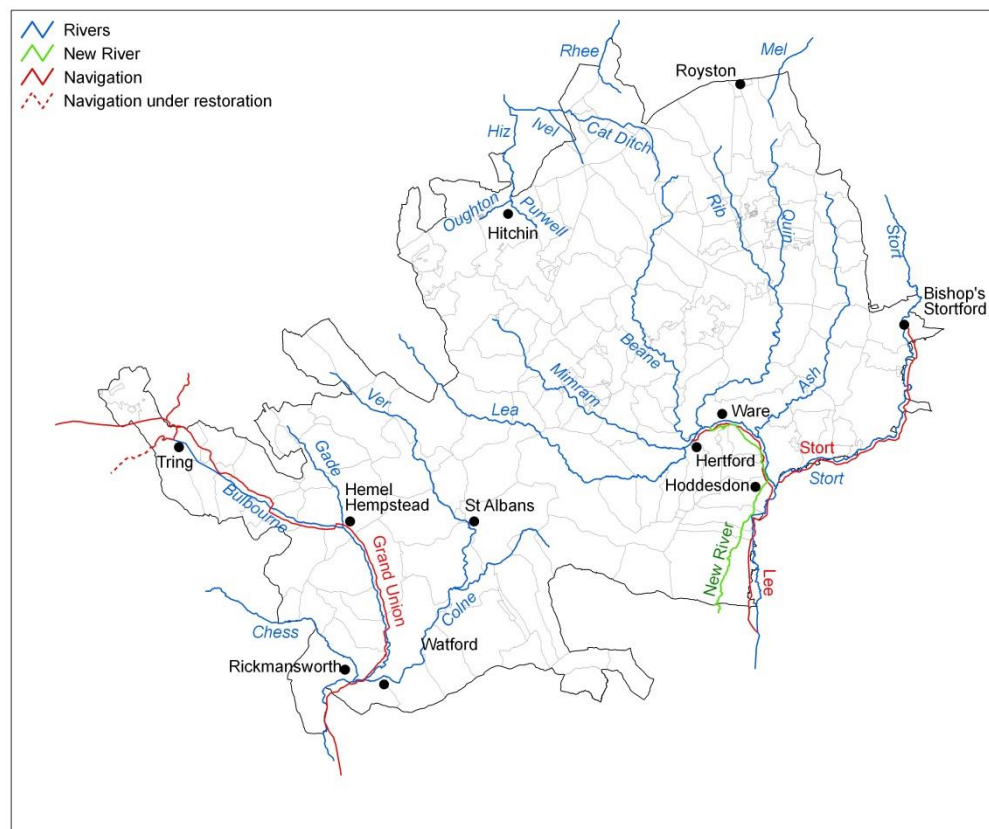 Rivers
New River
Navigation
Navigation under restoration
Rhee
Mel
Royston
Hiz
Ivel
Cat Ditch
Oughton
Purwell
Hitchin
Rib
Quin
Stort
Bishop's
Stortford
Beane
Mimram
Ash
Ver
Lea
Ware
Gade
Tring
Bulbourne
Hemel
Hempstead
St Albans
Hertford
Hoddesdon
Stort
Stort
Grand Union
New River
Lee
Colne
Chess
Watford
Rickmansworth